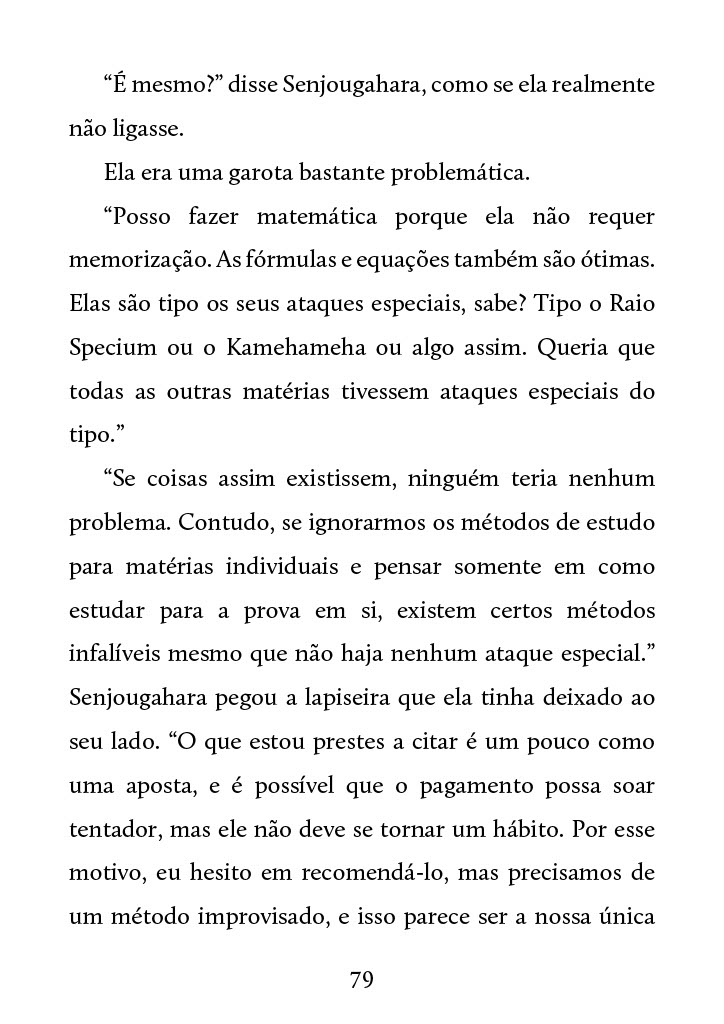 “É mesmo?” disse Senjougahara, como se ela realmente
não ligasse.
Ela era uma garota bastante problemática.
“Posso fazer matemática porque ela não requer
memorização. As fórmulas e equações também são ótimas.
Elas são tipo os seus ataques especiais, sabe? Tipo o Raio
Specium ou o Kamehameha ou algo assim. Queria que
todas as outras matérias tivessem ataques especiais do
tipo.”
“Se coisas assim existissem, ninguém teria nenhum
problema. Contudo, se ignorarmos os métodos de estudo
para matérias individuais e pensar somente em como
estudar para a prova em si, existem certos métodos
infalíveis mesmo que não haja nenhum ataque especial.”
Senjougahara pegou a lapiseira que ela tinha deixado ao
seu lado. “O que estou prestes a citar é um pouco como
uma aposta, e é possível que o pagamento possa soar
tentador, mas ele não deve se tornar um hábito. Por esse
motivo, eu hesito em recomendá-lo, mas precisamos de
um método improvisado, e isso parece ser a nossa única
79